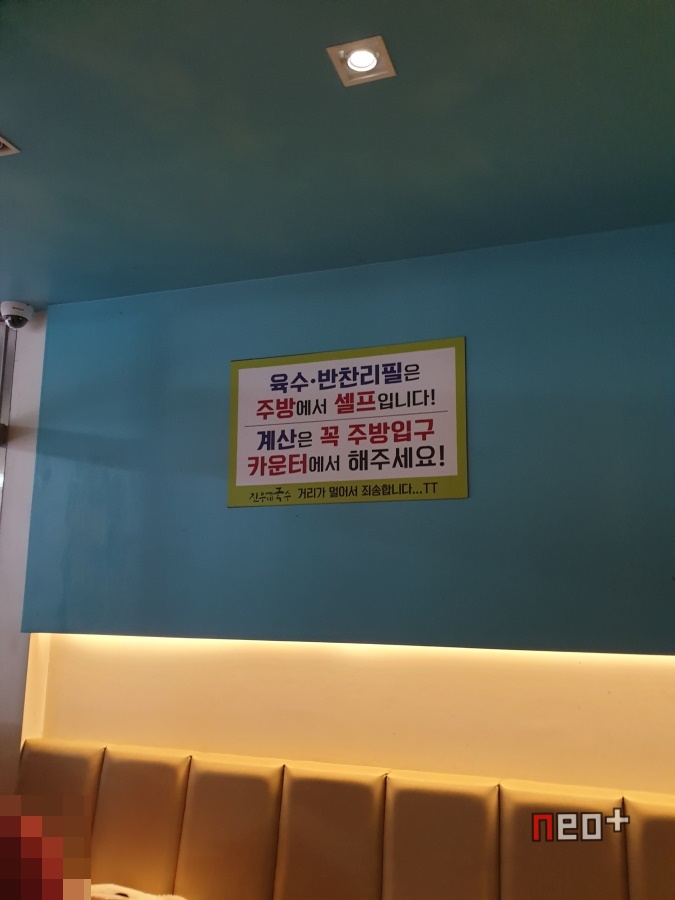 육수·반찬리필은
주방에서 셀프입니다!
계산은 꼭 주방입구
카운터에서 해주세요!
국수 거리가 멀어서 죄송합니다...TT
neo+